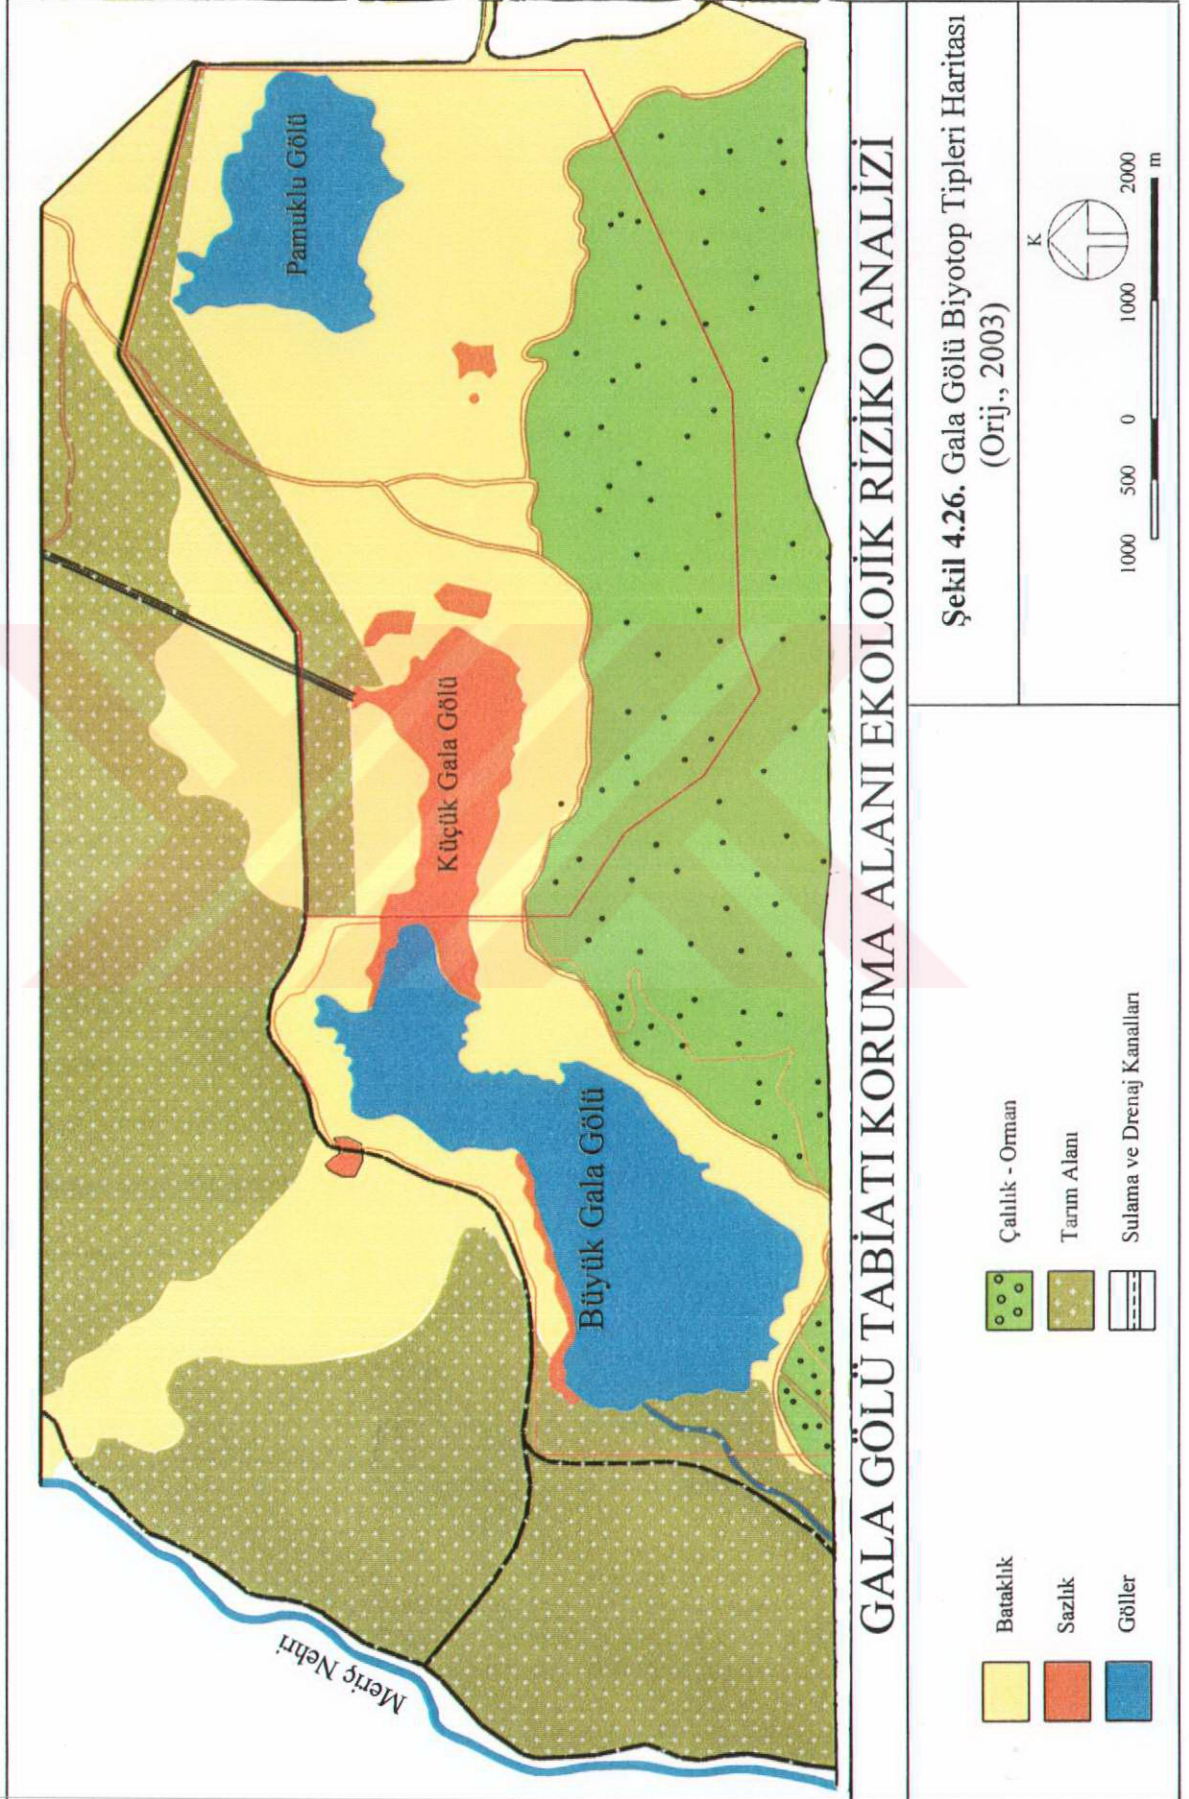 Pamuklu Gölü
Küçük Gala Gölü
Büyük Gala Gölü
Meriç Nehri
GALA GÖLÜ TABİATI KORUMA ALANI EKOLOJİK RİZİKO ANALİZİ
Bataklık
Sazlık
Göller
Çalılık - Orman
Tarım Alanı
Sulama ve Drenaj Kanalları
Şekil 4.26. Gala Gölü Biyotop Tipleri Haritası
(Orij., 2003)
K
1000 500 0 1000 2000
m